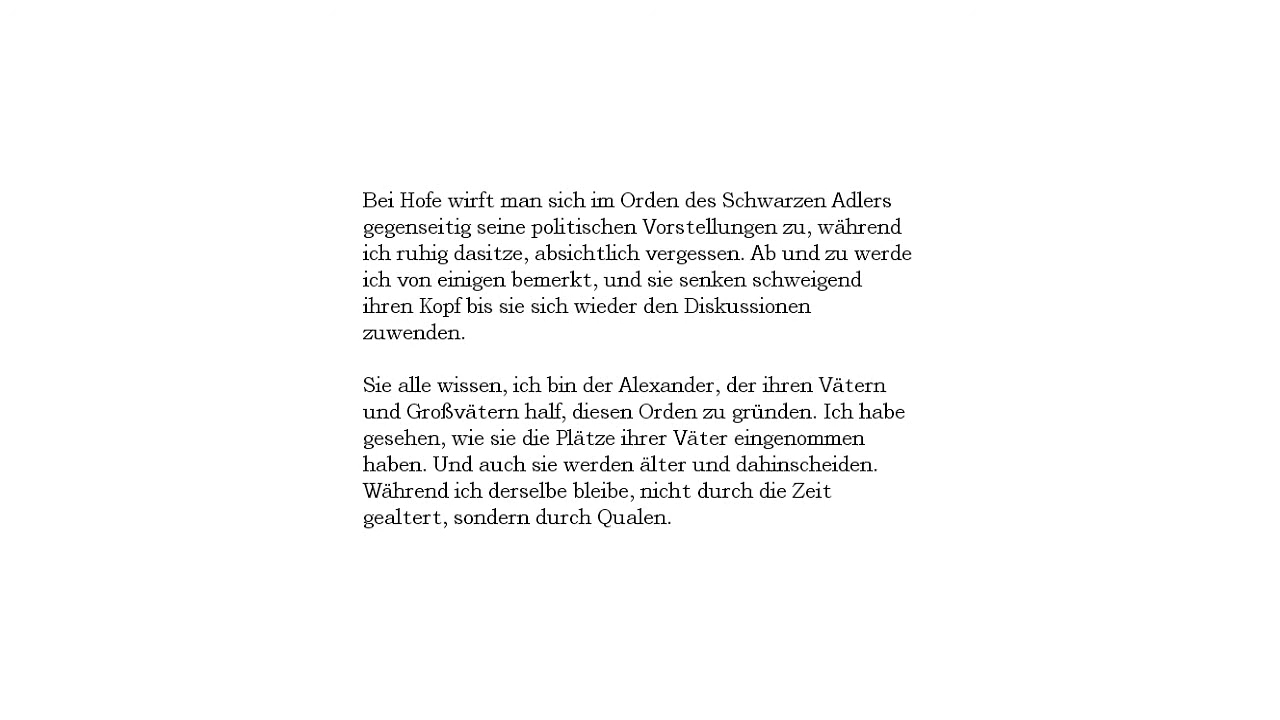 Bei Hofe wirft man sich im Orden des Schwarzen Adlers
gegenseitig seine politischen Vorstellungen zu, während
ich ruhig dasitze, absichtlich vergessen. Ab und zu werde
ich von einigen bemerkt, und sie senken schweigend
ihren Kopf bis sie sich wieder den Diskussionen
zuwenden.

Sie alle wissen, ich bin der Alexander, der ihren Vätern
und Großvätern half, diesen Orden zu gründen. Ich habe
gesehen, wie sie die Plätze ihrer Väter eingenommen
haben. Und auch sie werden älter und dahinscheiden.
Während ich derselbe bleibe, nicht durch die Zeit
gealtert, sondern durch Qualen.